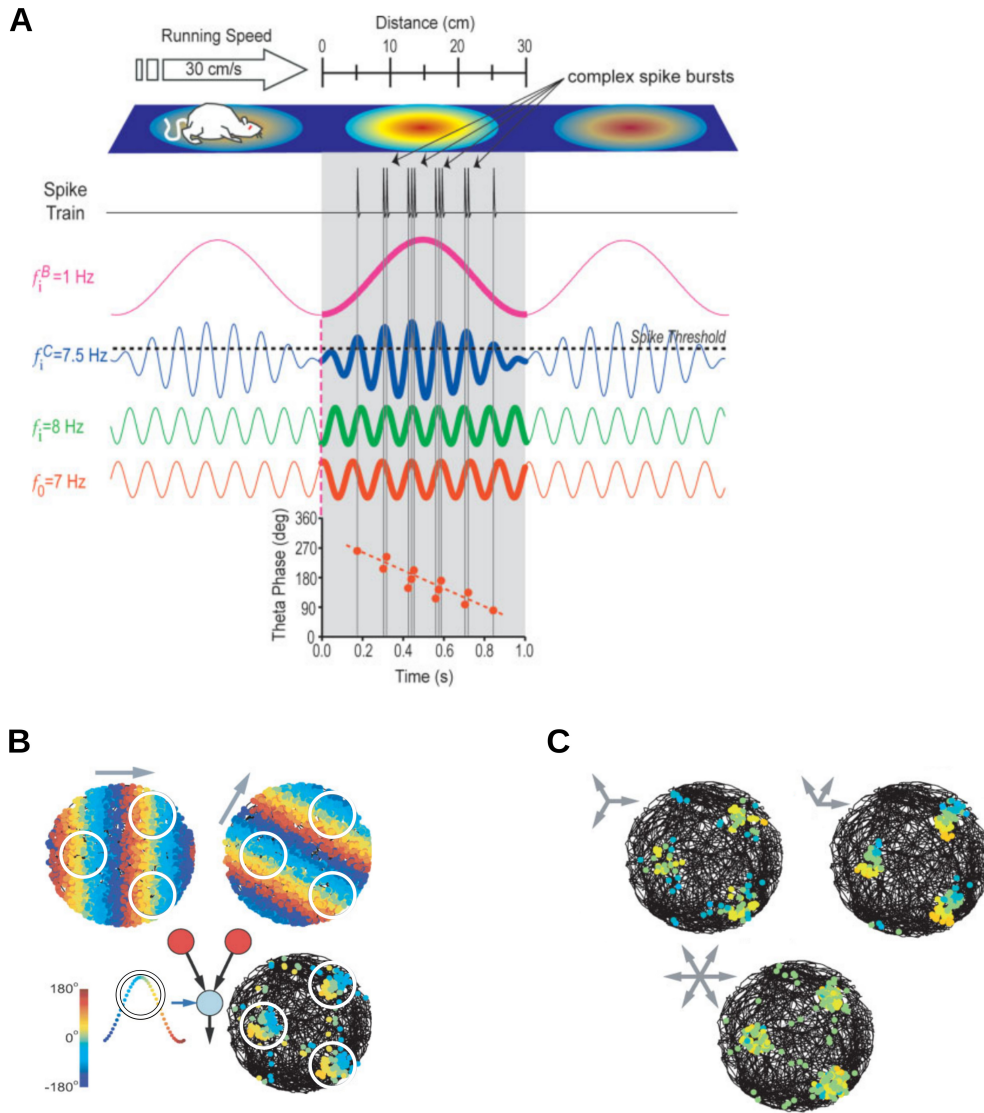 A
Distance (cm)
Running Speed
0 10 20 30
30 cm/s
complex spike bursts
Spike
Train
f_i^B=1 Hz
Spike Threshold
f_i^C=7.5 Hz
f_i=8 Hz
f_0=7 Hz
Theta Phase (deg)
360
270
180
90
0
0.0 0.2 0.4 0.6 0.8 1.0
Time (s)
B
C
180°
0°
-180°